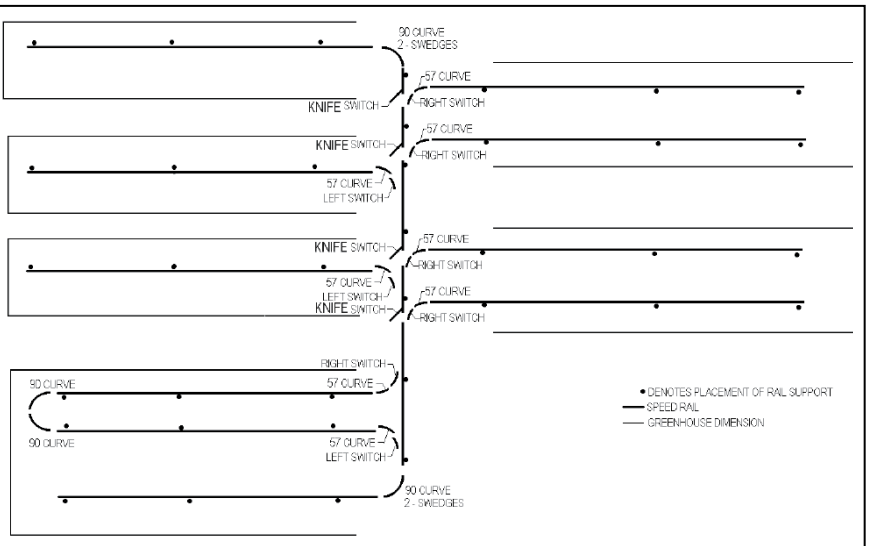 90 CURVE
2 - SWEDGES
57 CURVE
KNIFE SWITCH
RIGHT SWITCH
57 CURVE
KNIFE SWITCH
RIGHT SWITCH
57 CURVE
LEFT SWITCH
57 CURVE
KNIFE SWITCH
RIGHT SWITCH
57 CURVE
LEFT SWITCH
57 CURVE
KNIFE SWITCH
RIGHT SWITCH
RIGHT SWITCH
90 CURVE
57 CURVE
90 CURVE
57 CURVE
LEFT SWITCH
90 CURVE
2 - SWEDGES
DENOTES PLACEMENT OF RAIL SUPPORT
SPEED RAIL
GREENHOUSE DIMENSION